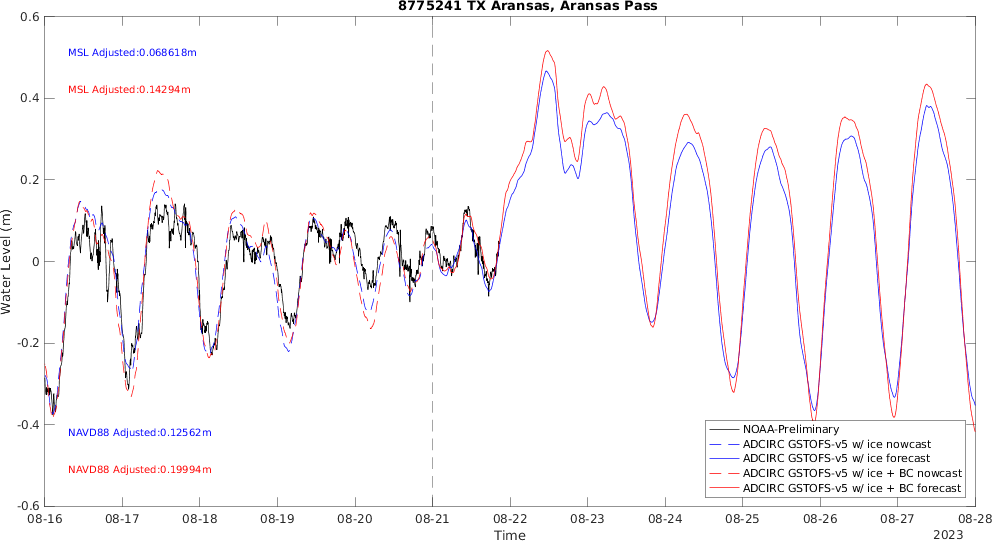 8775241 TX Aransas, Aransas Pass
0.6
MSL Adjusted:0.068618m
MSL Adjusted:0.14294m
0.4
0.2
0
-0.2
-0.4
-0.6
Water Level (m)
NAVD88 Adjusted:0.12562m
NAVD88 Adjusted:0.19994m
NOAA-Preliminary
ADCIRC GSTOFS-v5 w/ ice nowcast
ADCIRC GSTOFS-v5 w/ ice forecast
ADCIRC GSTOFS-v5 w/ ice + BC nowcast
ADCIRC GSTOFS-v5 w/ ice + BC forecast
08-16 08-17 08-18 08-19 08-20 08-21 08-22 08-23 08-24 08-25 08-26 08-27 08-28
Time
2023